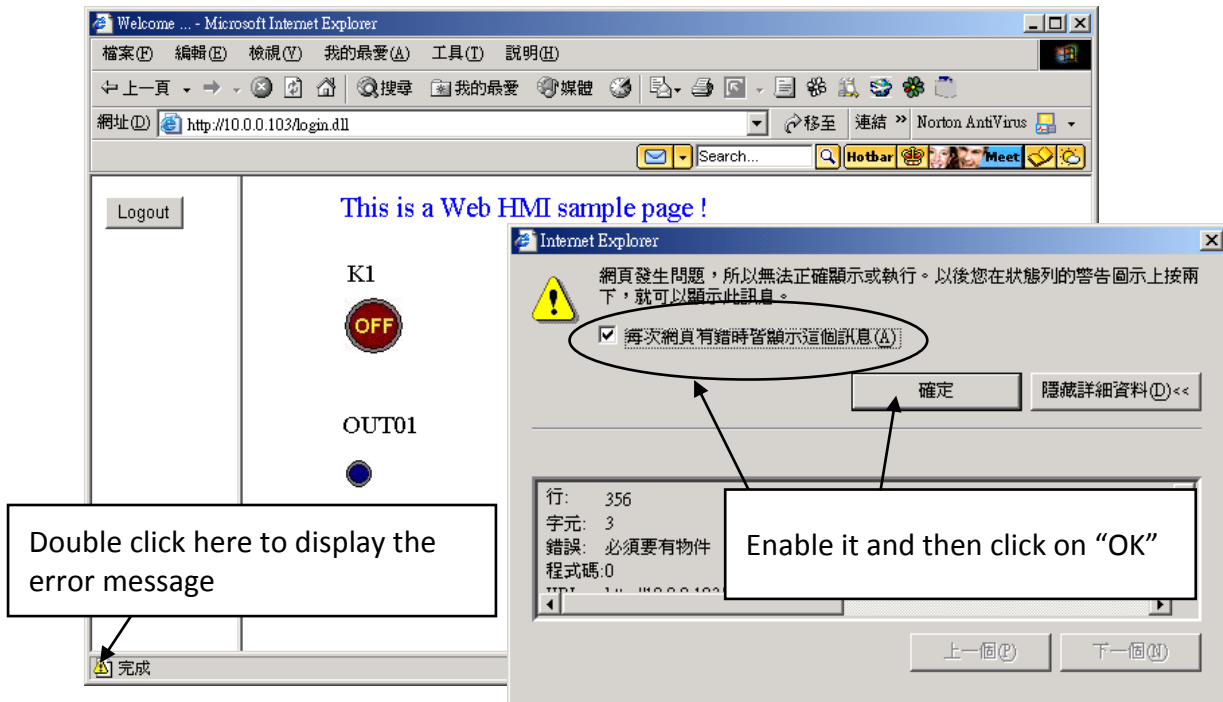 Welcome ... - Microsoft Internet Explorer
檔案(F) 編輯(E) 檢視(V) 我的最愛(A) 工具(T) 說明(H)
上一頁 搜尋 我的最愛 媒體
網址(D) http://10.0.0.103/login.dll 移至 連結 » Norton AntiVirus
Search... Hotbar Meet
Logout
This is a Web HMI sample page !
K1
OFF
OUT01
Internet Explorer
網頁發生問題，所以無法正確顯示或執行。以後您在狀態列的警告圖示上按兩
下，就可以顯示此訊息。
每次網頁有錯時皆顯示這個訊息(A)
確定 隱藏詳細資料(D)<<
行: 356
字元: 3
錯誤: 必須要有物件
程式碼:0
Enable it and then click on “OK”
Double click here to display the
error message
上一個(P) 下一個(N)
完成